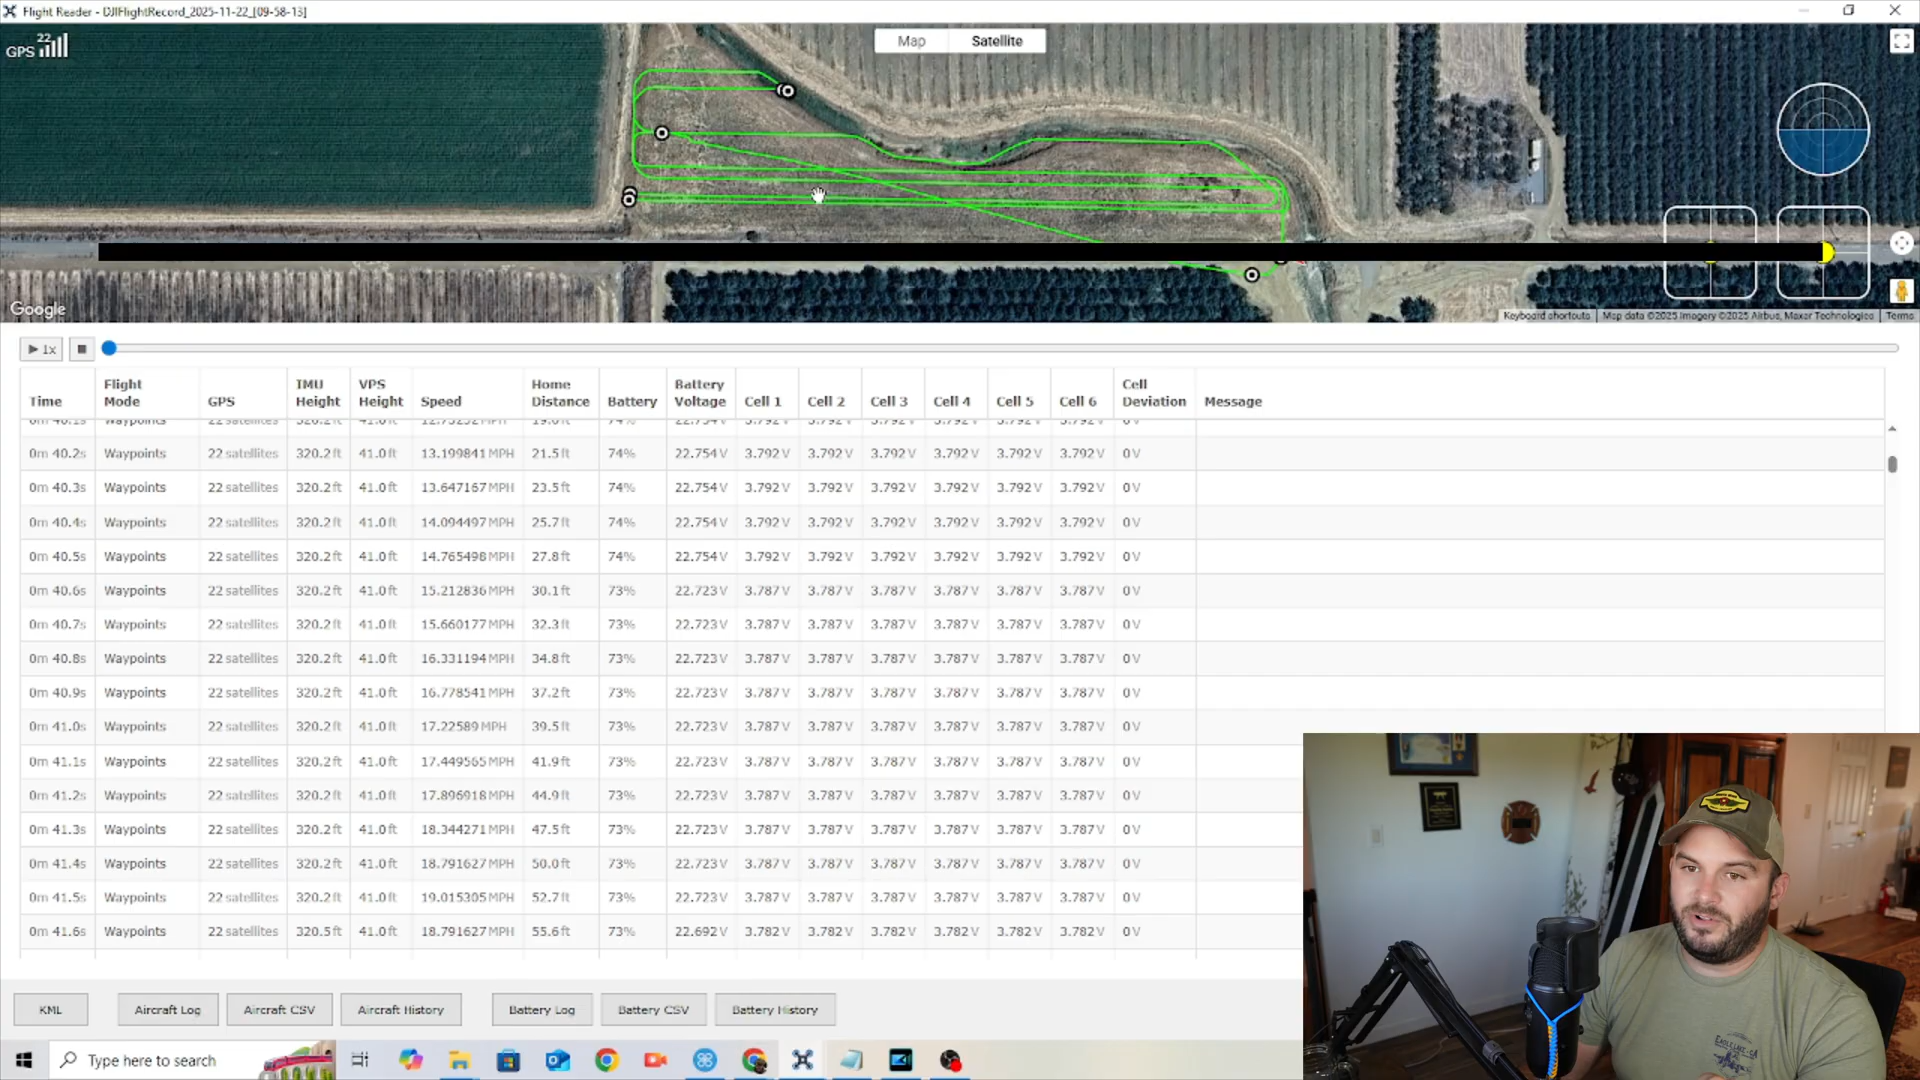 Flight Reader - DJIFlightRecord_2025-11-22_[09-58-13]
GPS 22
Map Satellite
Google
Keyboard shortcuts Map data ©2025 Imagery ©2025 Airbus, Maxar Technologies Terms
1x
Time Flight Mode GPS IMU Height VPS Height Speed Home Distance Battery Battery Voltage Cell 1 Cell 2 Cell 3 Cell 4 Cell 5 Cell 6 Cell Deviation Message
0m 40.2s Waypoints 22 satellites 320.2 ft 41.0 ft 13.199841 MPH 21.5 ft 74% 22.754 V 3.792 V 3.792 V 3.792 V 3.792 V 3.792 V 3.792 V 0 V
0m 40.3s Waypoints 22 satellites 320.2 ft 41.0 ft 13.647167 MPH 23.5 ft 74% 22.754 V 3.792 V 3.792 V 3.792 V 3.792 V 3.792 V 3.792 V 0 V
0m 40.4s Waypoints 22 satellites 320.2 ft 41.0 ft 14.094497 MPH 25.7 ft 74% 22.754 V 3.792 V 3.792 V 3.792 V 3.792 V 3.792 V 3.792 V 0 V
0m 40.5s Waypoints 22 satellites 320.2 ft 41.0 ft 14.765498 MPH 27.8 ft 74% 22.754 V 3.792 V 3.792 V 3.792 V 3.792 V 3.792 V 3.792 V 0 V
0m 40.6s Waypoints 22 satellites 320.2 ft 41.0 ft 15.212836 MPH 30.1 ft 73% 22.723 V 3.787 V 3.787 V 3.787 V 3.787 V 3.787 V 3.787 V 0 V
0m 40.7s Waypoints 22 satellites 320.2 ft 41.0 ft 15.660177 MPH 32.3 ft 73% 22.723 V 3.787 V 3.787 V 3.787 V 3.787 V 3.787 V 3.787 V 0 V
0m 40.8s Waypoints 22 satellites 320.2 ft 41.0 ft 16.331194 MPH 34.8 ft 73% 22.723 V 3.787 V 3.787 V 3.787 V 3.787 V 3.787 V 3.787 V 0 V
0m 40.9s Waypoints 22 satellites 320.2 ft 41.0 ft 16.778541 MPH 37.2 ft 73% 22.723 V 3.787 V 3.787 V 3.787 V 3.787 V 3.787 V 3.787 V 0 V
0m 41.0s Waypoints 22 satellites 320.2 ft 41.0 ft 17.22589 MPH 39.5 ft 73% 22.723 V 3.787 V 3.787 V 3.787 V 3.787 V 3.787 V 3.787 V 0 V
0m 41.1s Waypoints 22 satellites 320.2 ft 41.0 ft 17.449565 MPH 41.9 ft 73% 22.723 V 3.787 V 3.787 V 3.787 V 3.787 V 3.787 V 3.787 V 0 V
0m 41.2s Waypoints 22 satellites 320.2 ft 41.0 ft 17.896918 MPH 44.9 ft 73% 22.723 V 3.787 V 3.787 V 3.787 V 3.787 V 3.787 V 3.787 V 0 V
0m 41.3s Waypoints 22 satellites 320.2 ft 41.0 ft 18.344271 MPH 47.5 ft 73% 22.723 V 3.787 V 3.787 V 3.787 V 3.787 V 3.787 V 3.787 V 0 V
0m 41.4s Waypoints 22 satellites 320.2 ft 41.0 ft 18.791627 MPH 50.0 ft 73% 22.723 V 3.787 V 3.787 V 3.787 V 3.787 V 3.787 V 3.787 V 0 V
0m 41.5s Waypoints 22 satellites 320.2 ft 41.0 ft 19.015305 MPH 52.7 ft 73% 22.723 V 3.787 V 3.787 V 3.787 V 3.787 V 3.787 V 3.787 V 0 V
0m 41.6s Waypoints 22 satellites 320.5 ft 41.0 ft 18.791627 MPH 55.6 ft 73% 22.692 V 3.782 V 3.782 V 3.782 V 3.782 V 3.782 V 3.782 V 0 V
KML Aircraft Log Aircraft CSV Aircraft History Battery Log Battery CSV Battery History
Type here to search